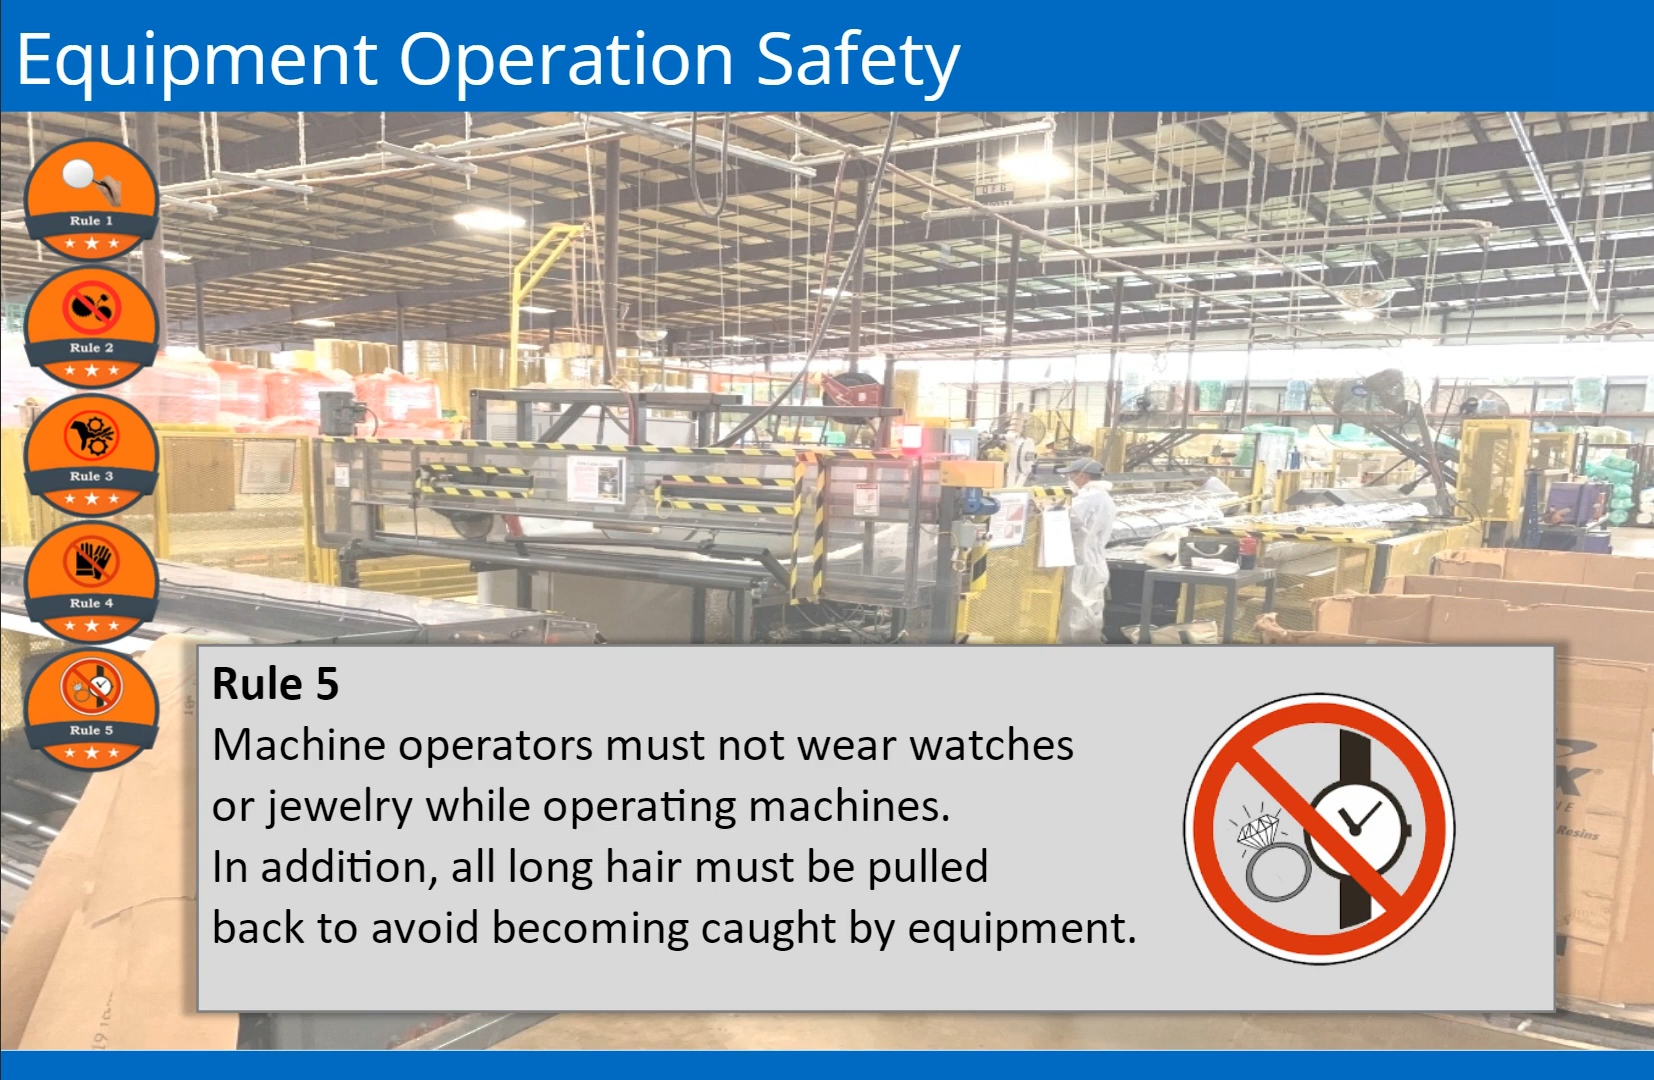 Equipment Operation Safety
Rule 1
Rule 2
Rule 3
Rule 4
Rule 5
Rule 5
Machine operators must not wear watches
or jewelry while operating machines.
In addition, all long hair must be pulled
back to avoid becoming caught by equipment.
Resins